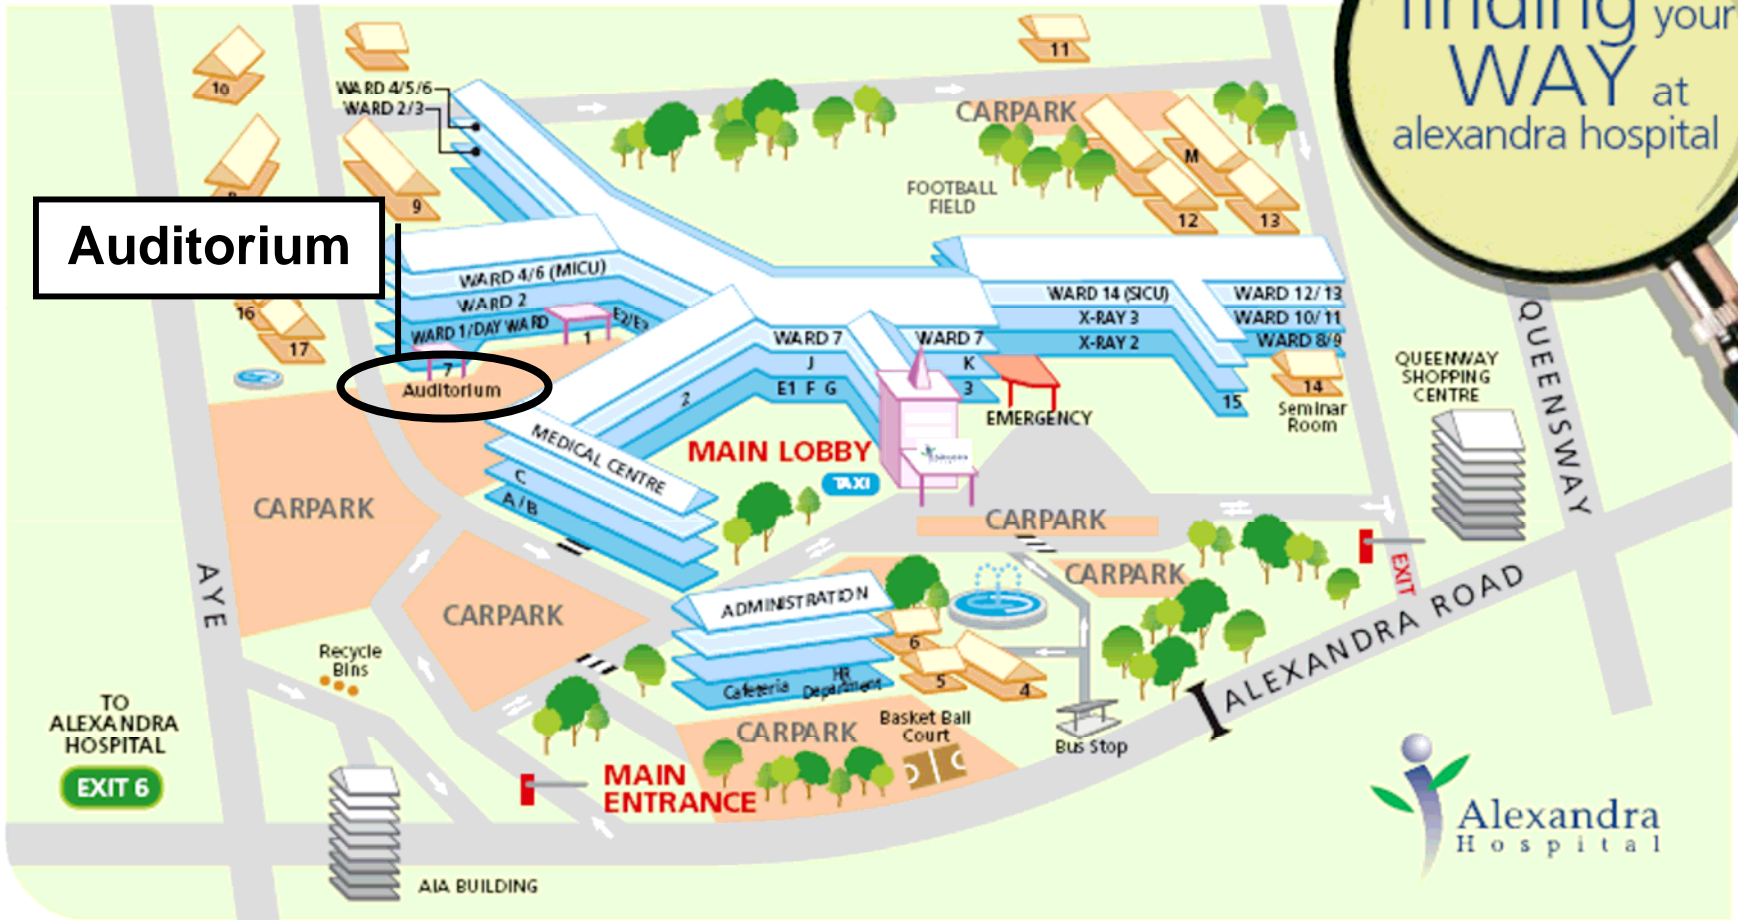 finding your
WAY at
alexandra hospital
11
10
WARD 4/5/6
WARD 2/3
CARPARK
M
FOOTBALL
FIELD
9
12
13
Auditorium
WARD 4/6 (MICU)
WARD 2
WARD 1/DAY WARD
E2/E3
1
16
17
7
Auditorium
WARD 14 (SICU)
X-RAY 3
X-RAY 2
WARD 12/13
WARD 10/11
WARD 8/9
WARD 7
J
E1 F G
WARD 7
K
3
2
15
14
Seminar
Room
EMERGENCY
QUEENWAY
SHOPPING
CENTRE
QUEENSWAY
MEDICAL CENTRE
C
A/B
MAIN LOBBY
TAXI
Alexandra
CARPARK
CARPARK
CARPARK
CARPARK
EXIT
AYE
ADMINISTRATION
Cafeteria
HR
Department
6
5
4
ALEXANDRA ROAD
Recycle
Bins
TO
ALEXANDRA
HOSPITAL
EXIT 6
CARPARK
Basket Ball
Court
Bus Stop
MAIN
ENTRANCE
AIA BUILDING
Alexandra
Hospital